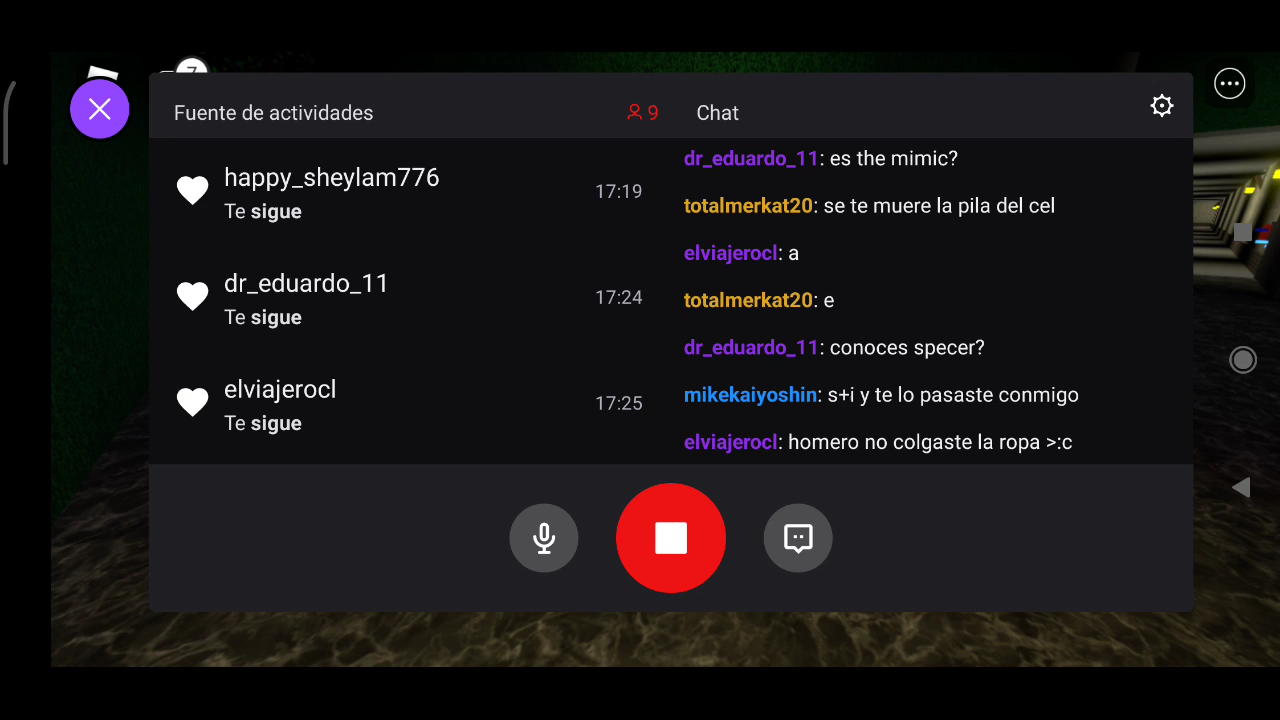 7
Fuente de actividades
9
Chat
happy_sheylam776
Te sigue
17:19
dr_eduardo_11
Te sigue
17:24
elviajerocl
Te sigue
17:25
dr_eduardo_11: es the mimic?
totalmerkat20: se te muere la pila del cel
elviajerocl: a
totalmerkat20: e
dr_eduardo_11: conoces specer?
mikekaiyoshin: s+i y te lo pasaste conmigo
elviajerocl: homero no colgaste la ropa >:c